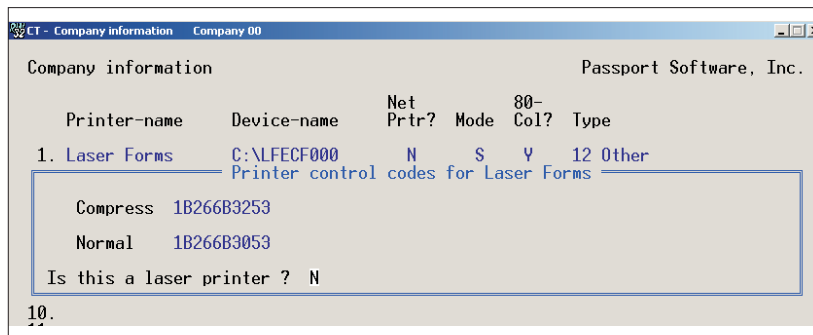 CT - Company information Company 00
Company information Passport Software, Inc.
Net 80-
Printer-name Device-name Prtr? Mode Col? Type
1. Laser Forms C:\LFECF000 N S Y 12 Other
Printer control codes for Laser Forms
Compress 1B266B3253
Normal 1B266B3053
Is this a laser printer ? N
10.